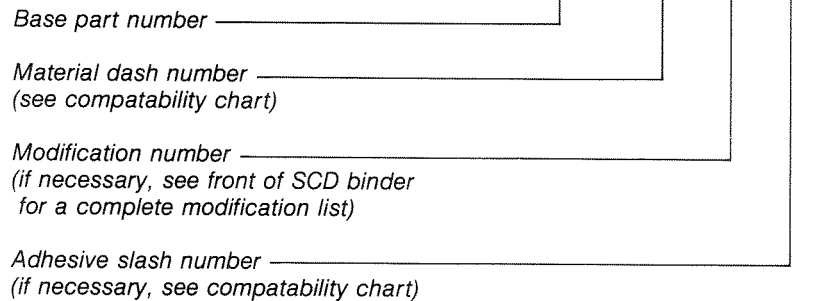 Base part number
Material dash number
(see compatability chart)
Modification number
(if necessary, see front of SCD binder
for a complete modification list)
Adhesive slash number
(if necessary, see compatability chart)